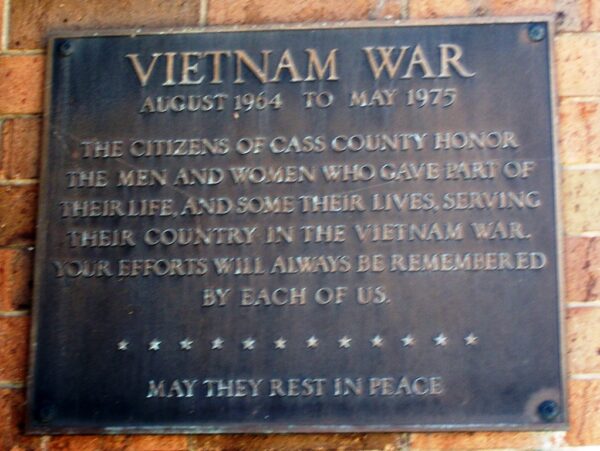 VIETNAM WAR
AUGUST 1964 TO MAY 1975
THE CITIZENS OF CASS COUNTY HONOR
THE MEN AND WOMEN WHO GAVE PART OF
THEIR LIFE, AND SOME THEIR LIVES, SERVING
THEIR COUNTRY IN THE VIETNAM WAR.
YOUR EFFORTS WILL ALWAYS BE REMEMBERED
BY EACH OF US.
MAY THEY REST IN PEACE